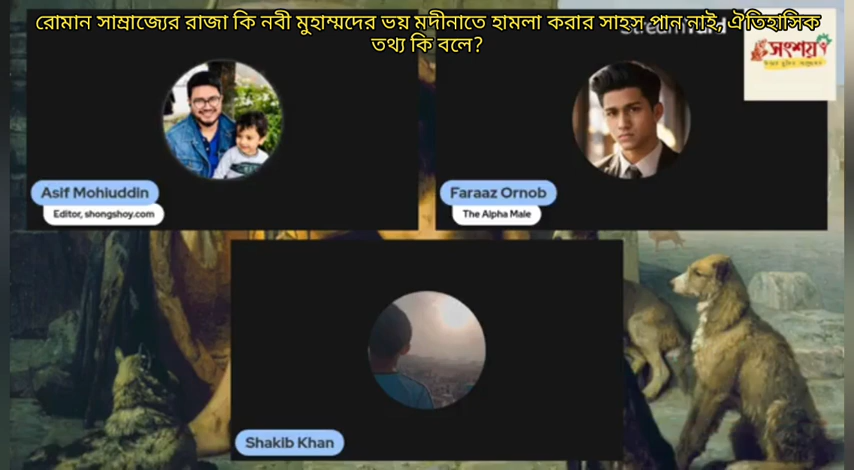 রোমান সাম্রাজ্যের রাজা কি নবী মুহাম্মদের ভয় মদীনাতে হামলা করার সাহস পান নাই, ঐতিহাসিক
তথ্য কি বলে?
সংশয়
Asif Mohiuddin
Editor, shongshoy.com
Faraaz Ornob
The Alpha Male
Shakib Khan